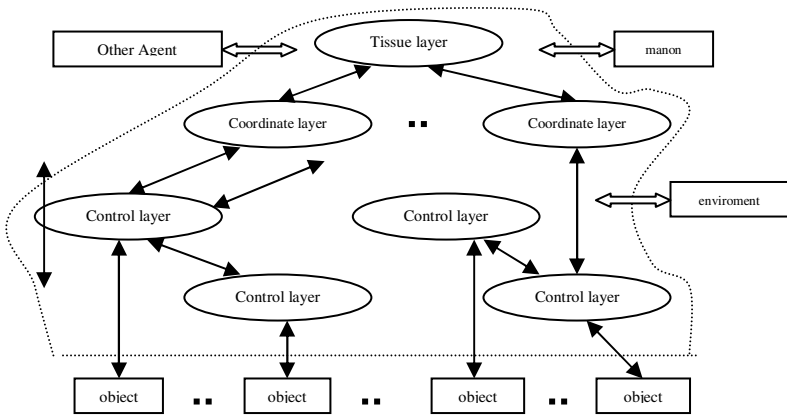 Other Agent
Tissue layer
manon
Coordinate layer
Coordinate layer
Control layer
Control layer
enviroment
Control layer
Control layer
object
object
object
object